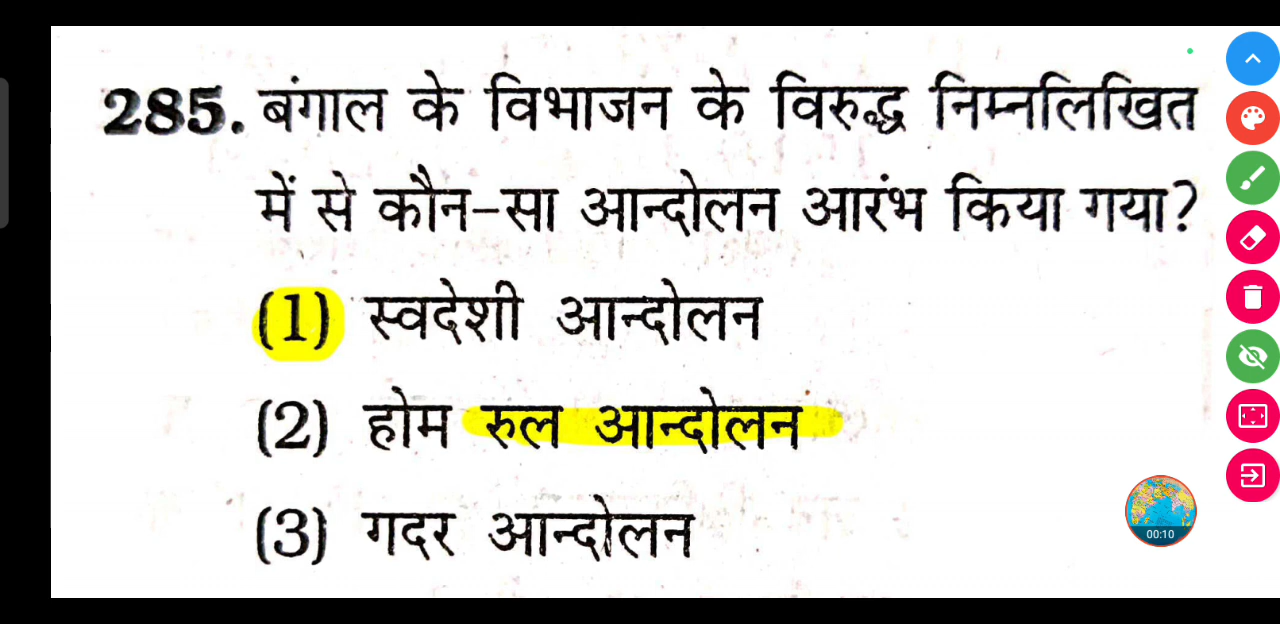 285. बंगाल के विभाजन के विरुद्ध निम्नलिखित
में से कौन-सा आन्दोलन आरंभ किया गया?
(1) स्वदेशी आन्दोलन
(2) होम रुल आन्दोलन
(3) गदर आन्दोलन
00:10